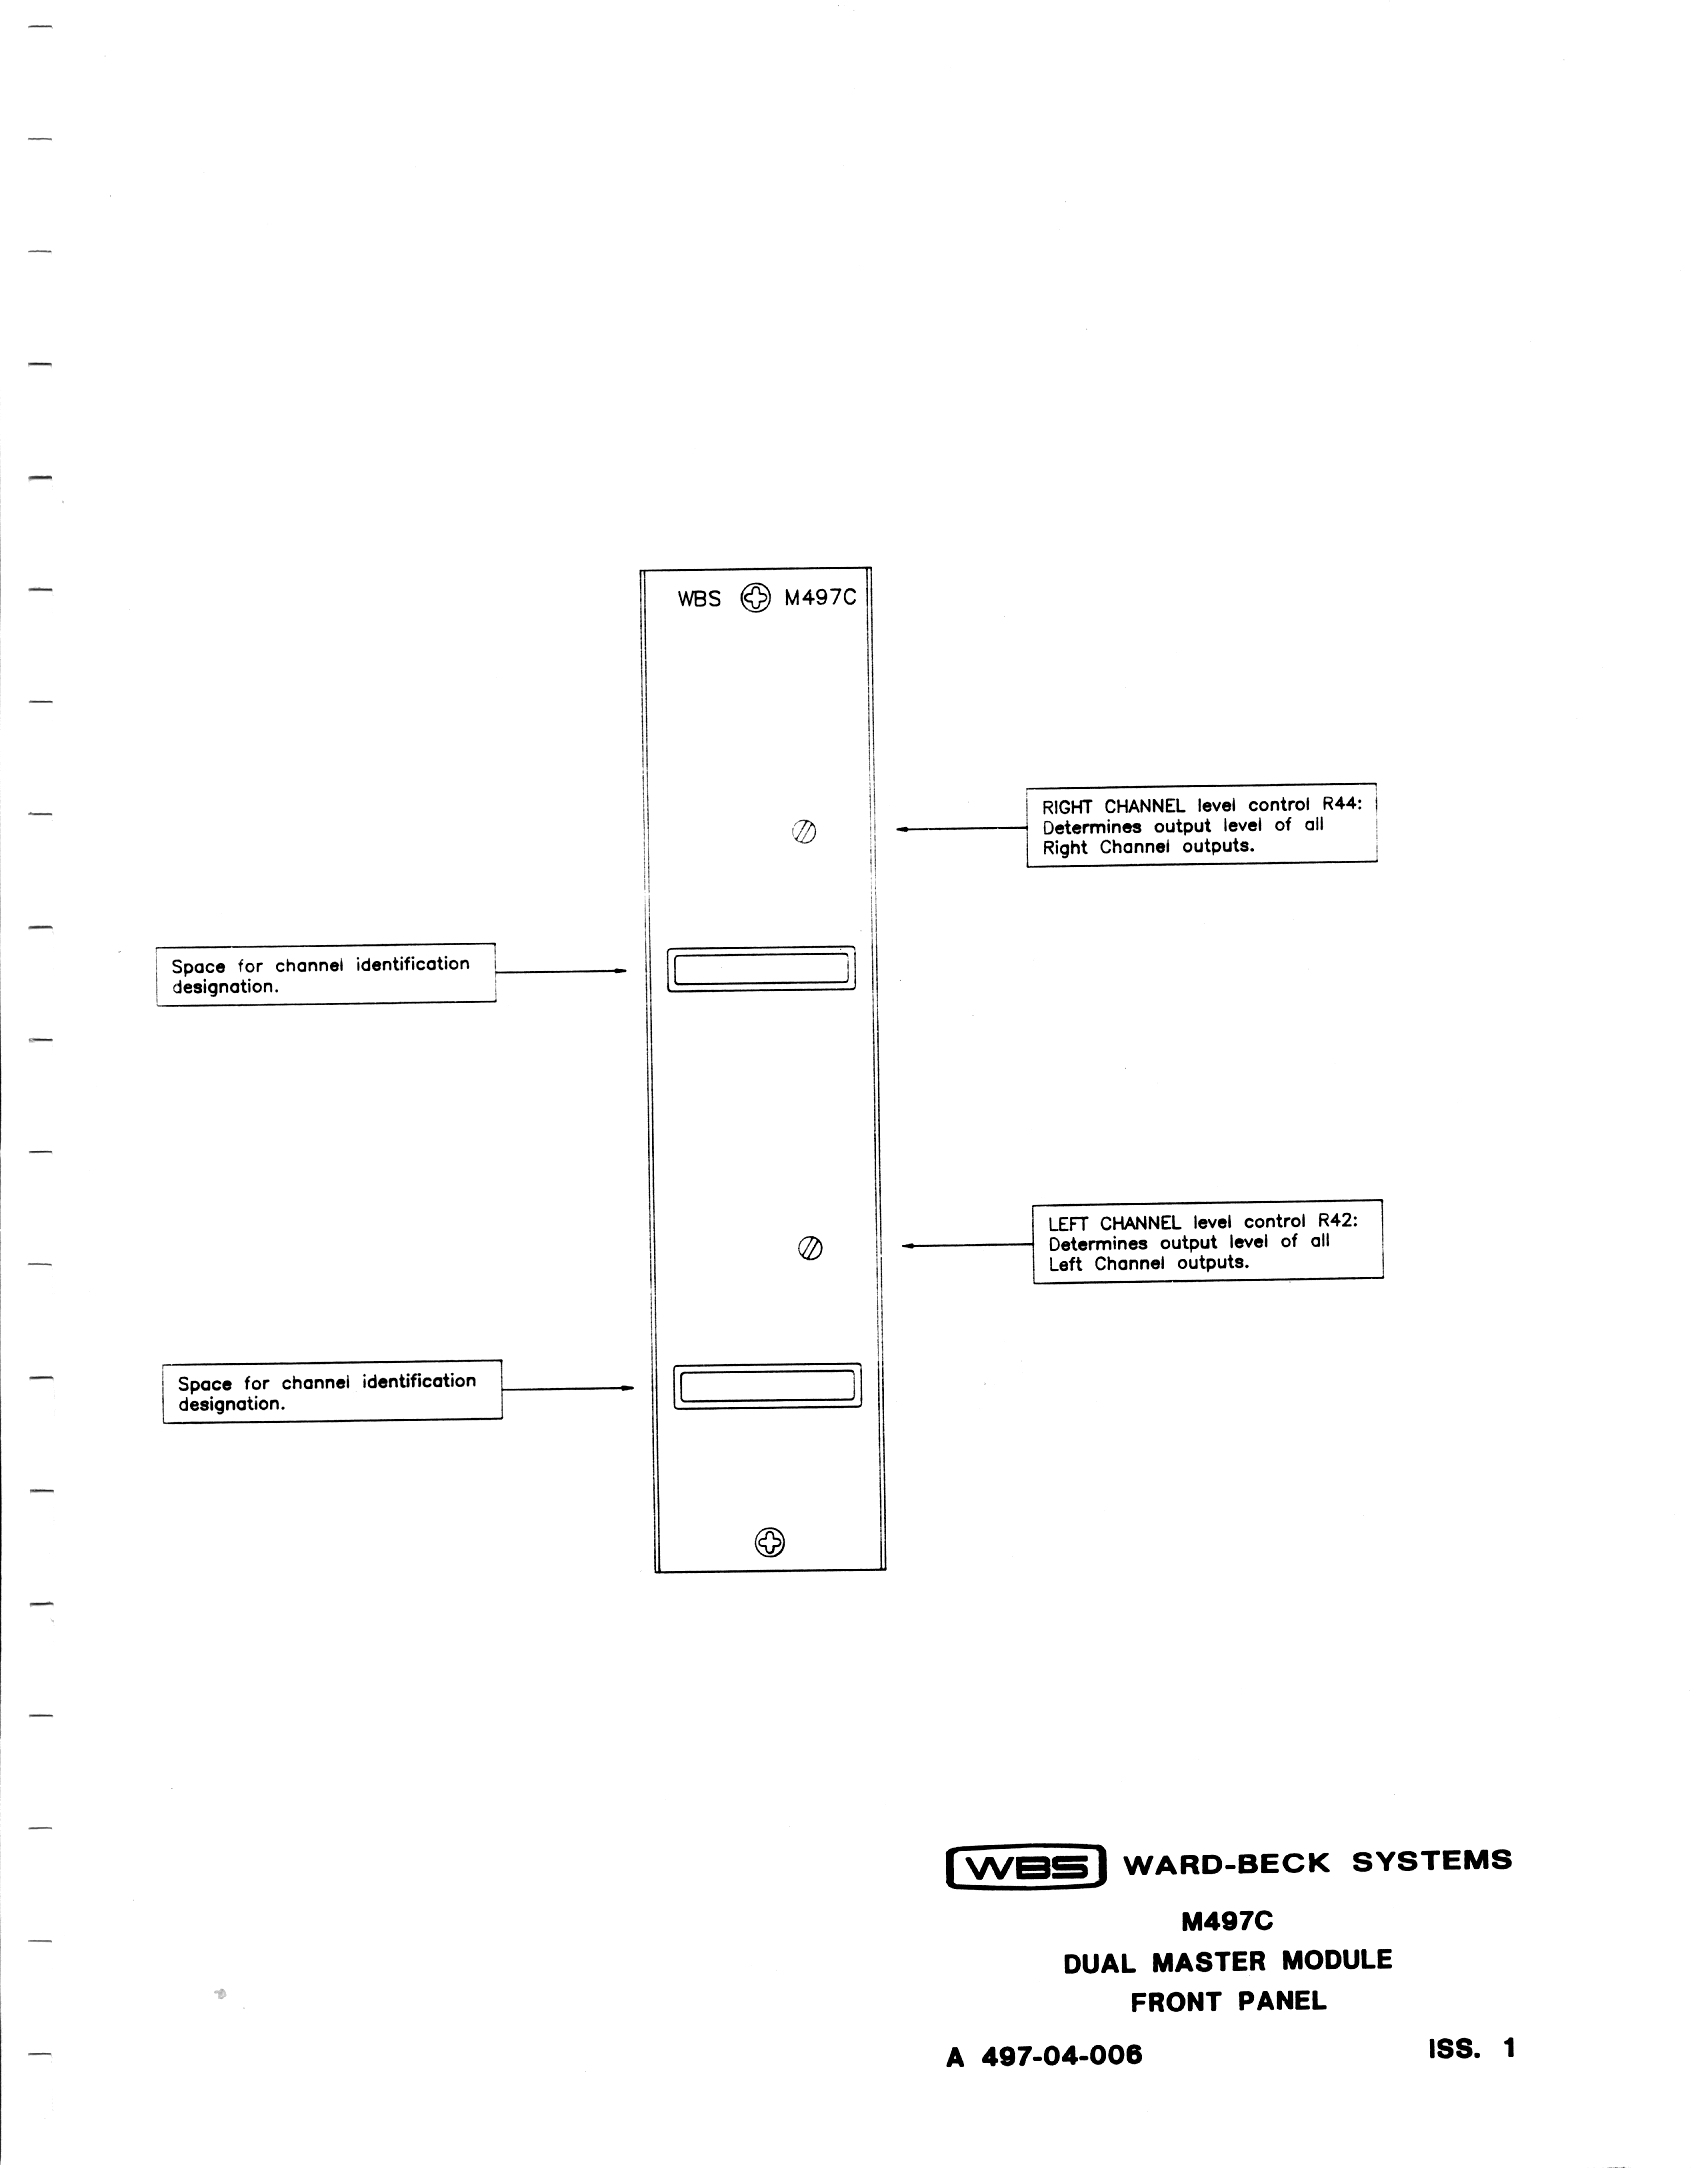 WBS M497C
RIGHT CHANNEL level control R44:
Determines output level of all
Right Channel outputs.
Space for channel identification
designation.
LEFT CHANNEL level control R42:
Determines output level of all
Left Channel outputs.
Space for channel identification
designation.
WBS WARD-BECK SYSTEMS
M497C
DUAL MASTER MODULE
FRONT PANEL
A 497-04-006 ISS. 1